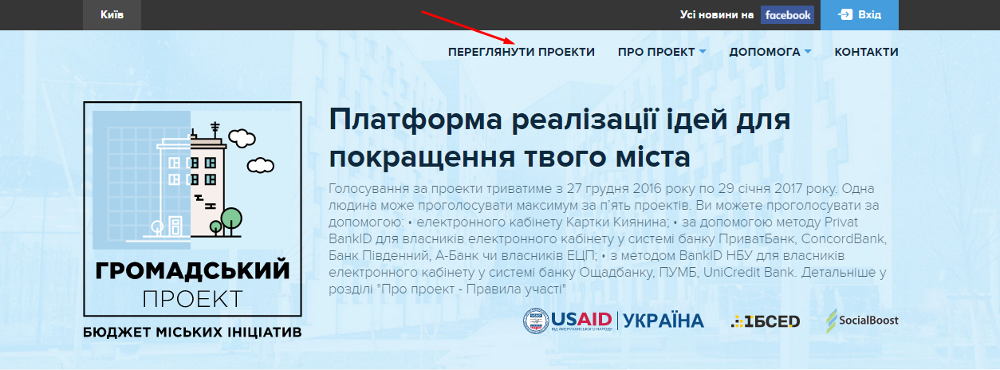 Київ
Усі новини на facebook
Вхід
ПЕРЕГЛЯНУТИ ПРОЕКТИ ПРО ПРОЕКТ ДОПОМОГА КОНТАКТИ
Платформа реалізації ідей для
покращення твого міста
Голосування за проекти триватиме з 27 грудня 2016 року по 29 січня 2017 року. Одна
людина може проголосувати максимум за п'ять проектів. Ви можете проголосувати за
допомогою: • електронного кабінету Картки Киянина; • за допомогою методу Privat
BankID для власників електронного кабінету у системі банку ПриватБанк, ConcordBank,
Банк Південний, А-Банк чи власників ЕЦП; • з методом BankID НБУ для власників
електронного кабінету у системі банку Ощадбанку, ПУМБ, UniCredit Bank. Детальніше у
розділі "Про проект - Правила участі"
ГРОМАДСЬКИЙ
ПРОЕКТ
БЮДЖЕТ МІСЬКИХ ІНІЦІАТИВ
USAID УКРАЇНА
ВІД АМЕРИКАНСЬКОГО НАРОДУ
ІБСЕD
SocialBoost